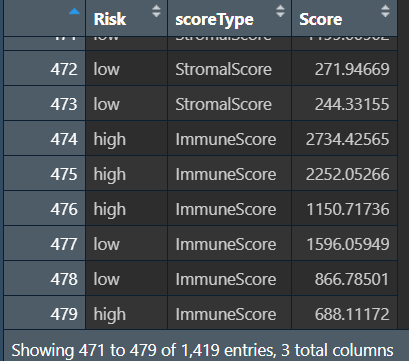 Risk scoreType Score
471 low StromalScore
472 low StromalScore 271.94669
473 low StromalScore 244.33155
474 high ImmuneScore 2734.42565
475 high ImmuneScore 2252.05266
476 high ImmuneScore 1150.71736
477 low ImmuneScore 1596.05949
478 low ImmuneScore 866.78501
479 high ImmuneScore 688.11172
Showing 471 to 479 of 1,419 entries, 3 total columns